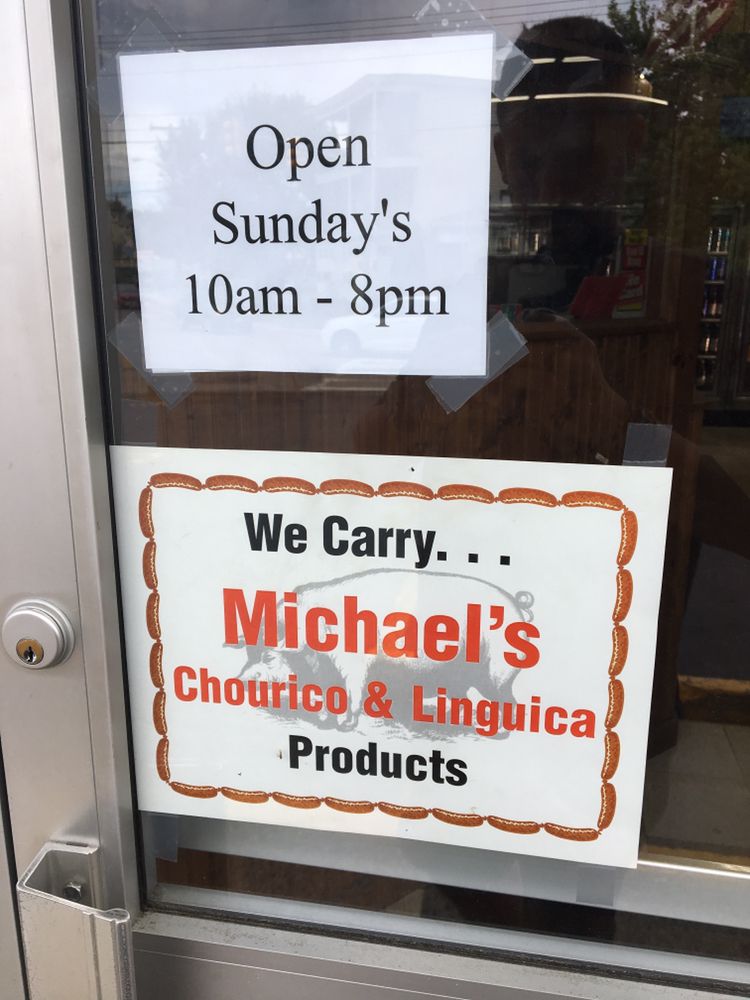 Open
Sunday's
10am - 8pm
We Carry. . .
Michael's
Chourico & Linguica
Products